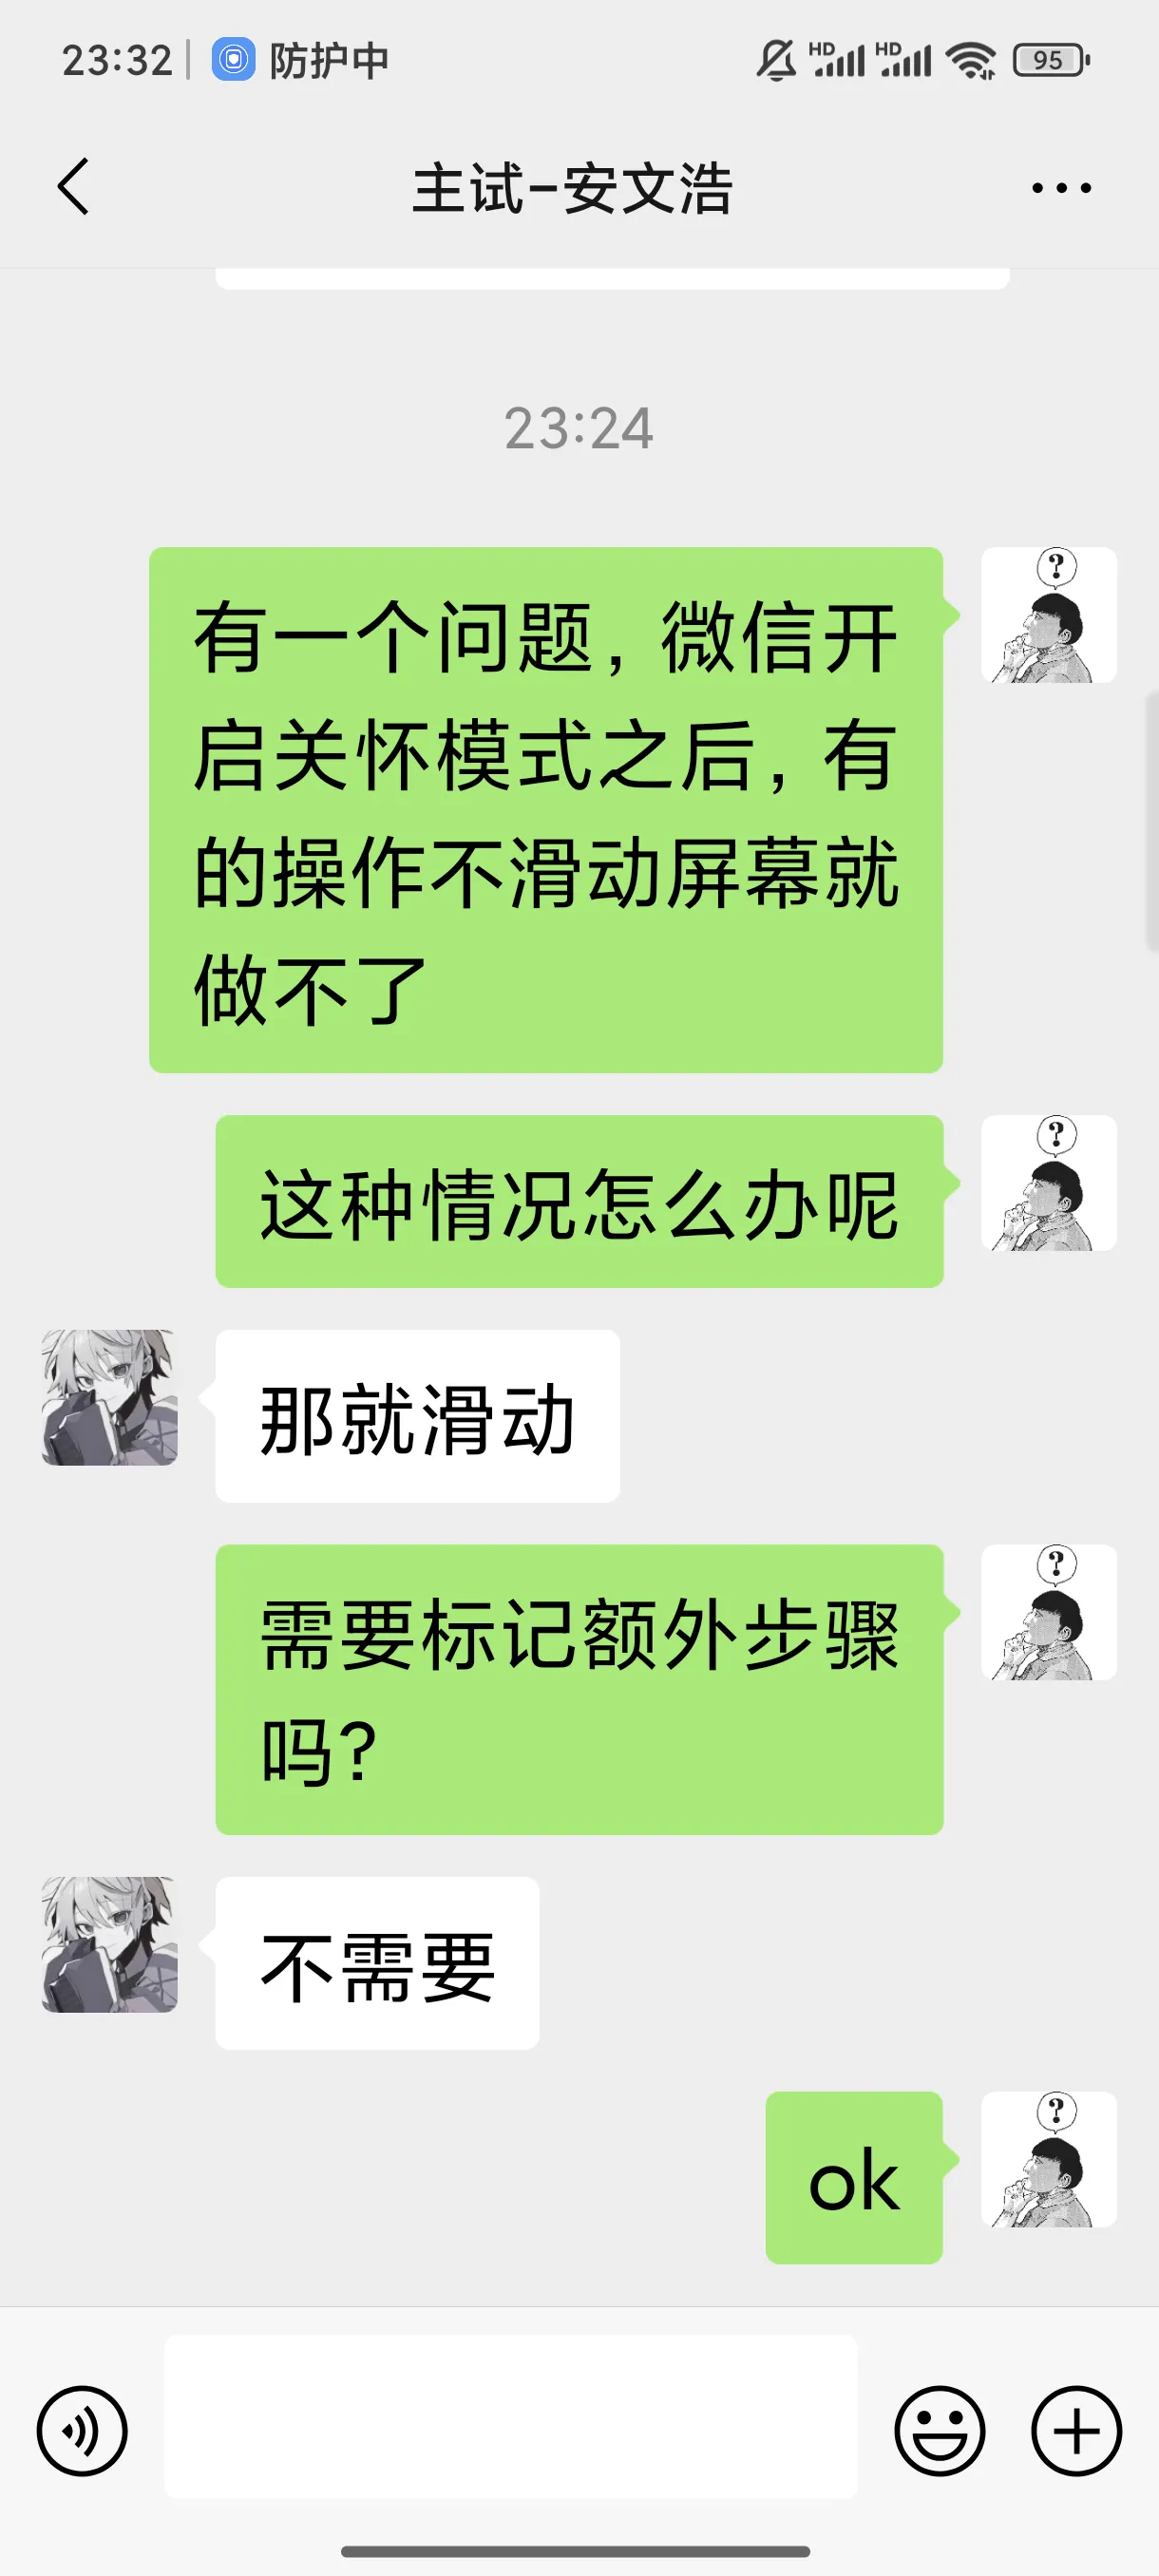 23:32 防护中 HD HD 95
主试-安文浩
23:24
?
有一个问题，微信开
启关怀模式之后，有
的操作不滑动屏幕就
做不了
?
这种情况怎么办呢
那就滑动
?
需要标记额外步骤
吗？
不需要
?
ok